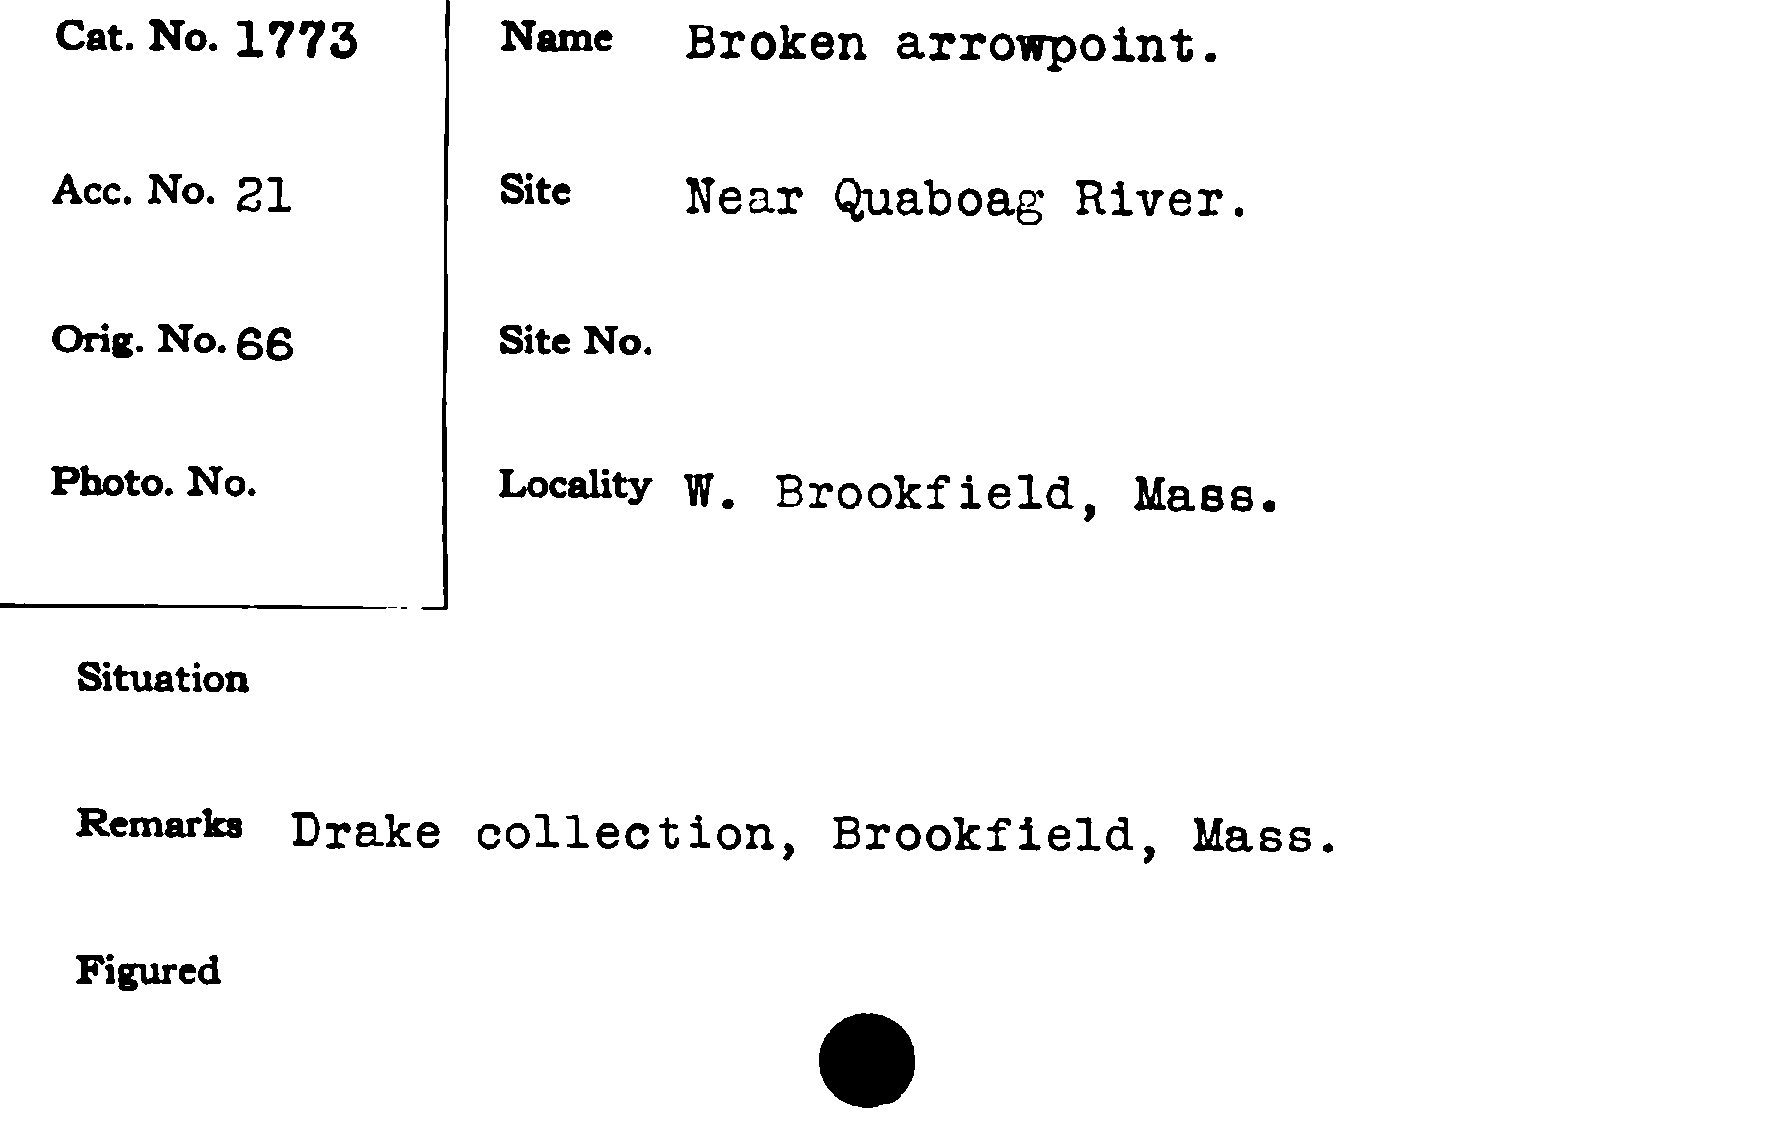 Cat. No. 1773
Acc. No. 21
Orig. No. 66
Photo. No.
Name Broken arrowpoint.
Site Near Quaboag River.
Site No.
Locality W. Brookfield, Mass.
Situation
Remarks Drake collection, Brookfield, Mass.
Figured